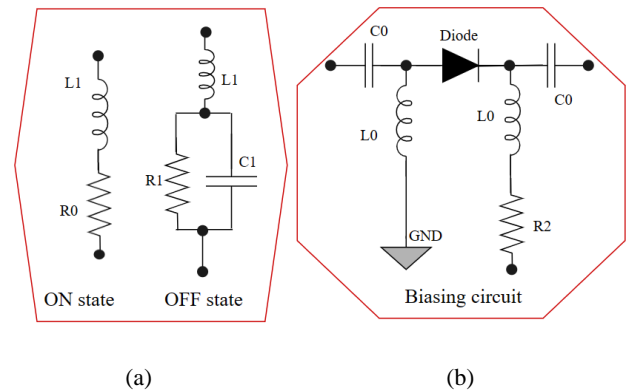 L1
R0
ON state
L1
R1
C1
OFF state
C0
Diode
C0
L0
L0
GND
R2
Biasing circuit
(a)
(b)